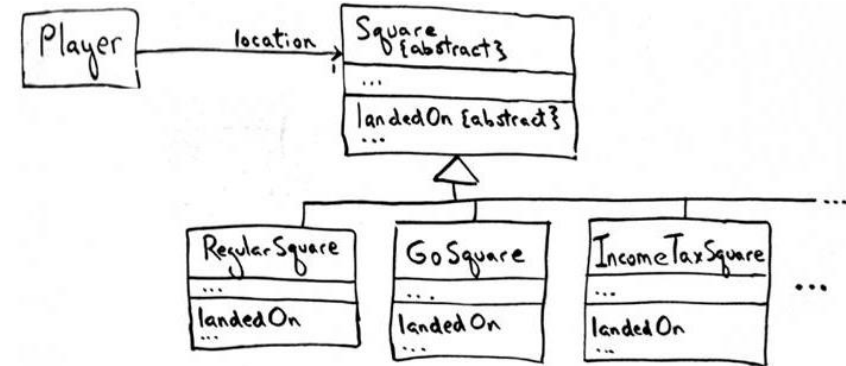 Player
location
1
Square
{abstract}
...
landedOn {abstract}
...
...
RegularSquare
...
landedOn
...
GoSquare
...
landedOn
...
IncomeTaxSquare
...
landedOn
...
...